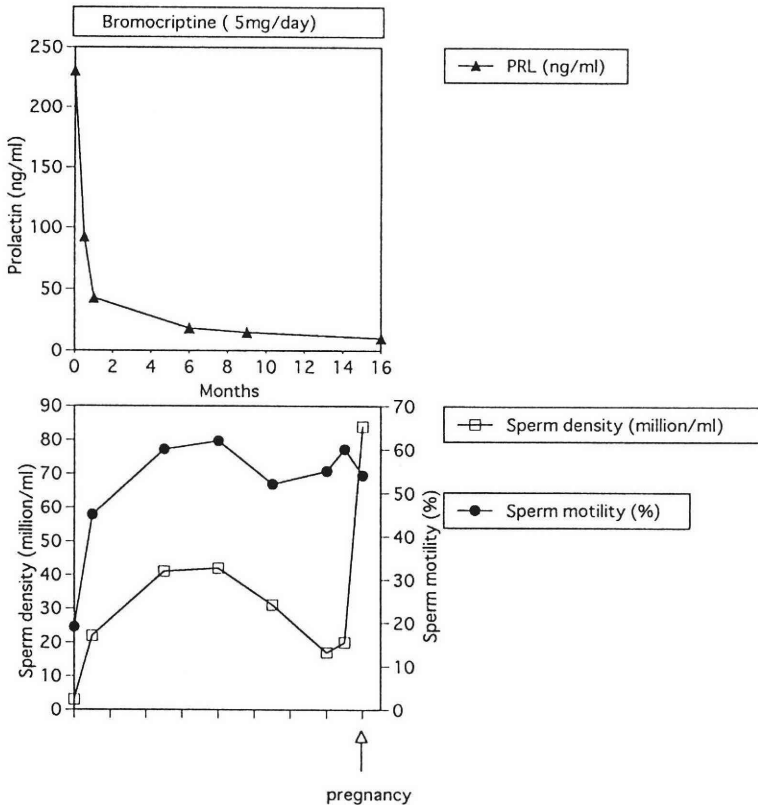 Bromocriptine ( 5mg/day)
PRL (ng/ml)
Prolactin (ng/ml)
250
200
150
100
50
0
0 2 4 6 8 10 12 14 16
Months
Sperm density (million/ml)
90
80
70
60
50
40
30
20
10
0
Sperm motility (%)
70
60
50
40
30
20
10
0
Sperm density (million/ml)
Sperm motility (%)
pregnancy